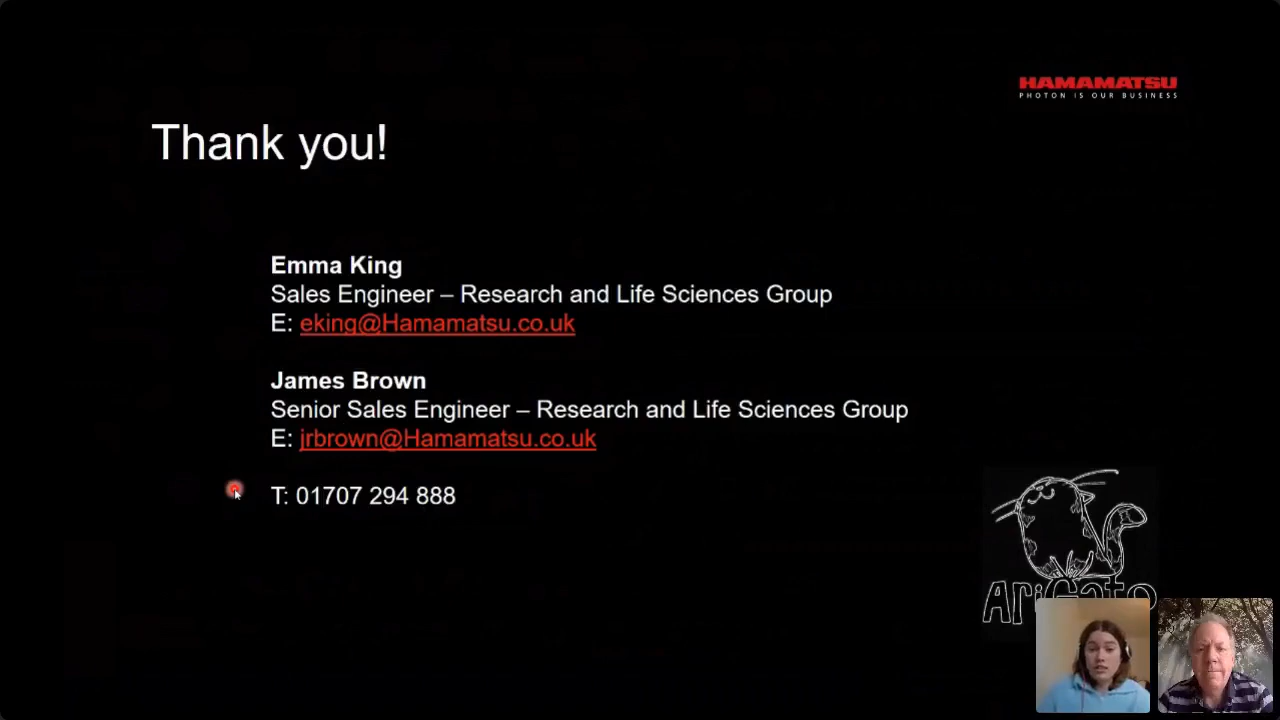 HAMAMATSU
PHOTON IS OUR BUSINESS
Thank you!
Emma King
Sales Engineer – Research and Life Sciences Group
E: eking@Hamamatsu.co.uk
James Brown
Senior Sales Engineer – Research and Life Sciences Group
E: jrbrown@Hamamatsu.co.uk
T: 01707 294 888
AriGato